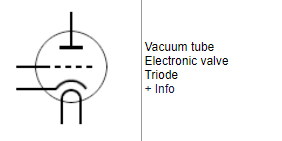 Vacuum tube
Electronic valve
Triode
+ Info